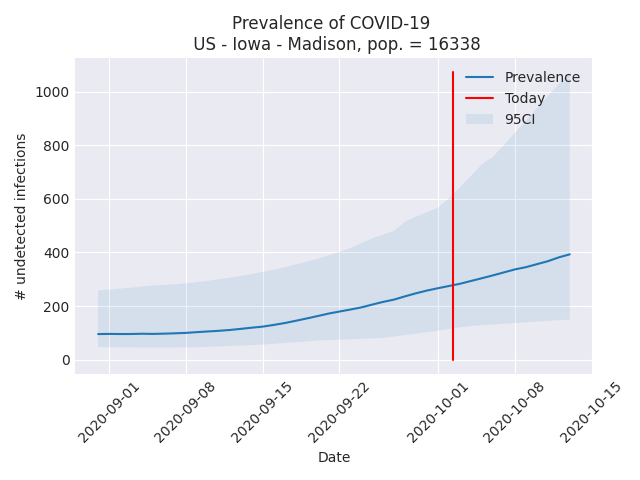 Prevalence of COVID-19
US - Iowa - Madison, pop. = 16338
Prevalence
Today
95CI
1000
800
600
400
200
0
# undetected infections
2020-09-01
2020-09-08
2020-09-15
2020-09-22
2020-10-01
2020-10-08
2020-10-15
Date